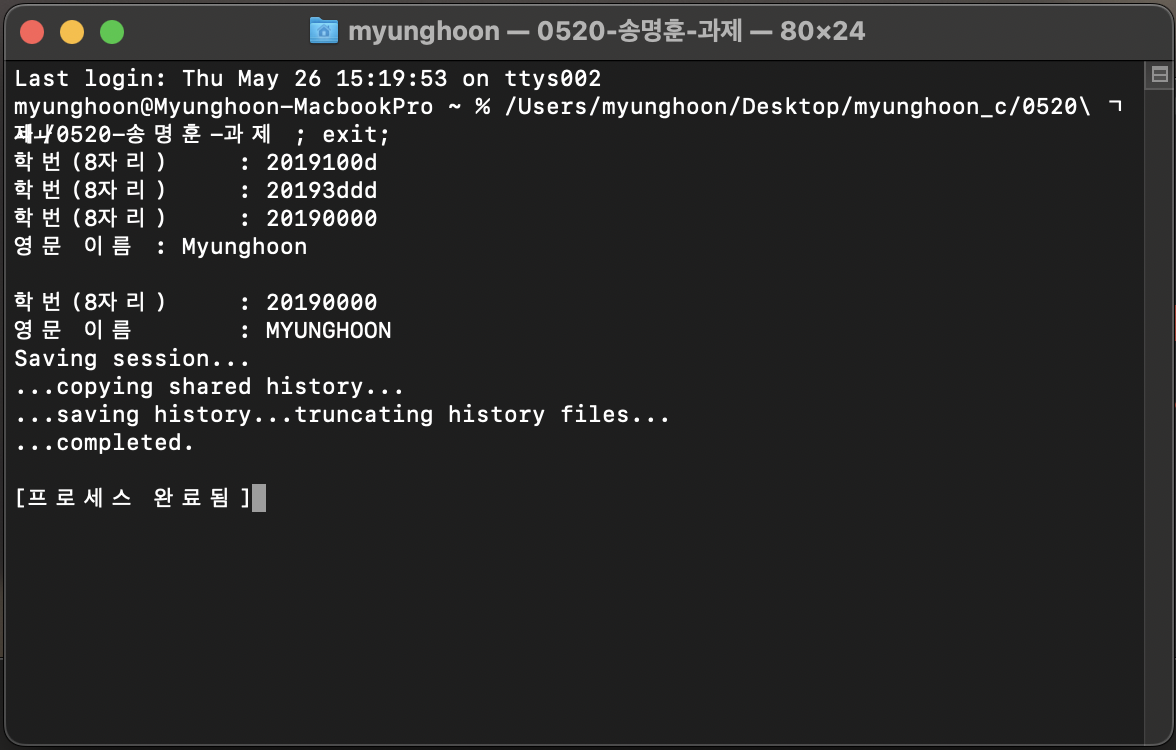 myunghoon — 0520-송명훈-과제 — 80×24
Last login: Thu May 26 15:19:53 on ttys002
myunghoon@Myunghoon-MacbookPro ~ % /Users/myunghoon/Desktop/myunghoon_c/0520\ 
/0520-송명훈-과제 ; exit;
학번(8자리) : 2019100d
학번(8자리) : 20193ddd
학번(8자리) : 20190000
영문 이름 : Myunghoon
학번(8자리) : 20190000
영문 이름 : MYUNGHOON
Saving session...
...copying shared history...
...saving history...truncating history files...
...completed.
[프로세스 완료됨]